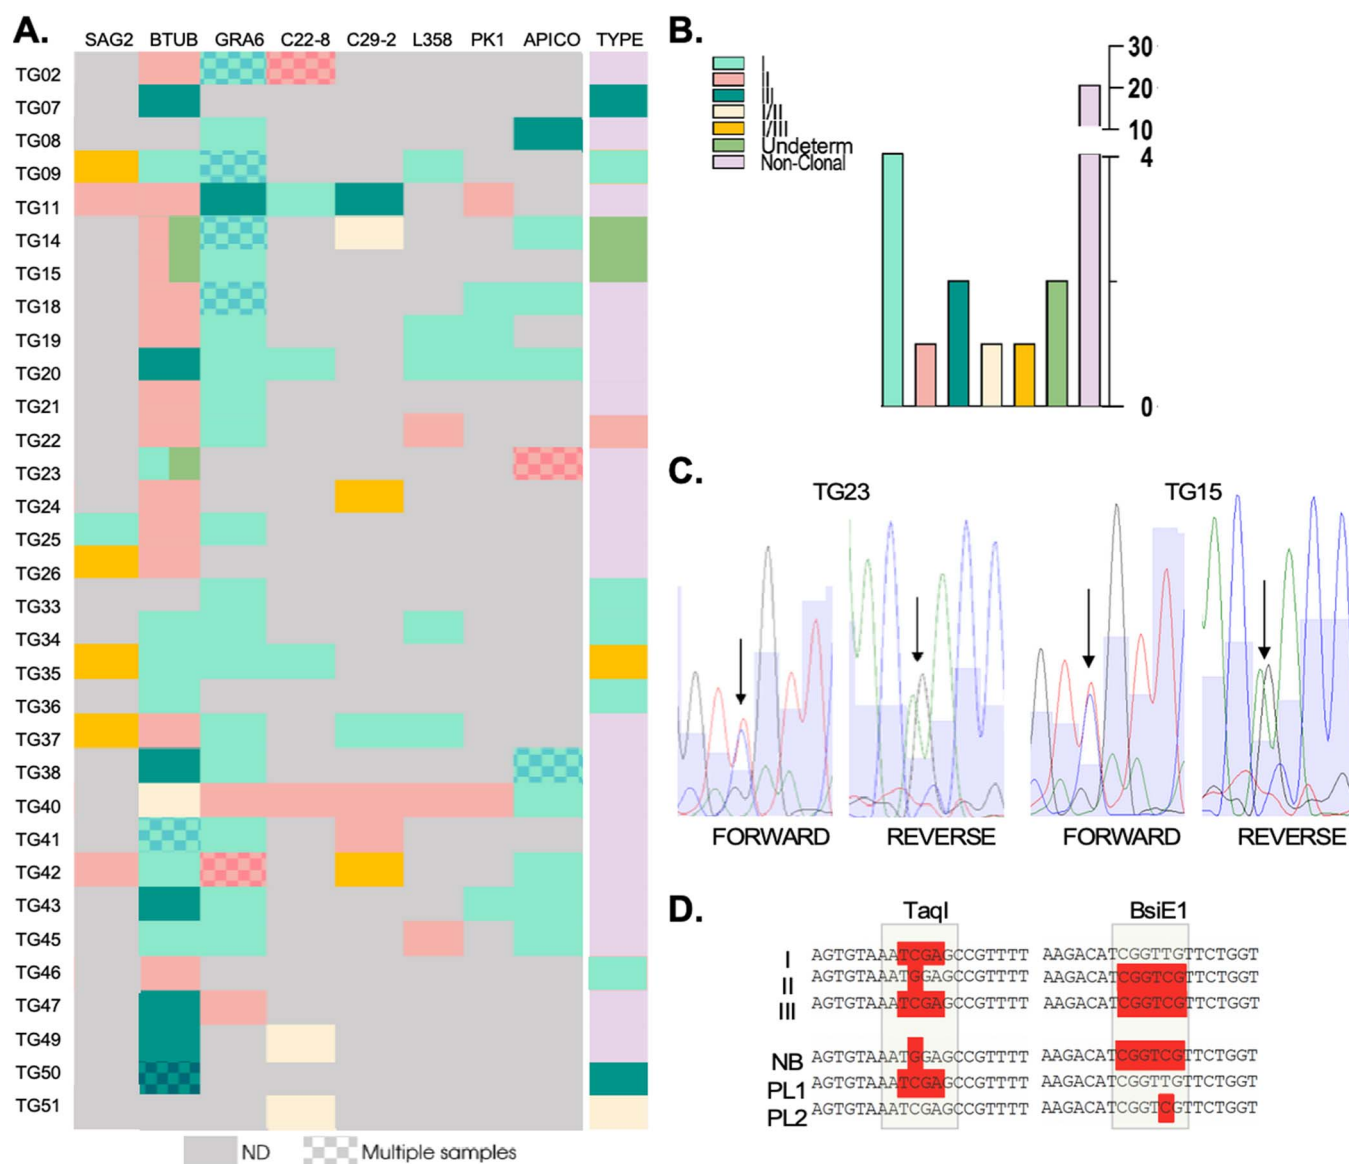 A.
SAG2 BTUB GRA6 C22-8 C29-2 L358 PK1 APICO TYPE
TG02
TG07
TG08
TG09
TG11
TG14
TG15
TG18
TG19
TG20
TG21
TG22
TG23
TG24
TG25
TG26
TG33
TG34
TG35
TG36
TG37
TG38
TG40
TG41
TG42
TG43
TG45
TG46
TG47
TG49
TG50
TG51
ND Multiple samples
B.
I
II
III
I/II
I/III
Undeterm
Non-Clonal
30
20
10
4
0
C.
TG23 TG15
FORWARD REVERSE FORWARD REVERSE
D.
TaqI BsiE1
I AGTGTAAATCGAGCCGTTTT AAGACATCGGTTGTTCTGGT
II AGTGTAAATGGAGCCGTTTT AAGACATCGGTCGTTCTGGT
III AGTGTAAATCGAGCCGTTTT AAGACATCGGTCGTTCTGGT
NB AGTGTAAATGGAGCCGTTTT AAGACATCGGTCGTTCTGGT
PL1 AGTGTAAATCGAGCCGTTTT AAGACATCGGTTGTTCTGGT
PL2 AGTGTAAATCGAGCCGTTTT AAGACATCGGTCGTTCTGGT